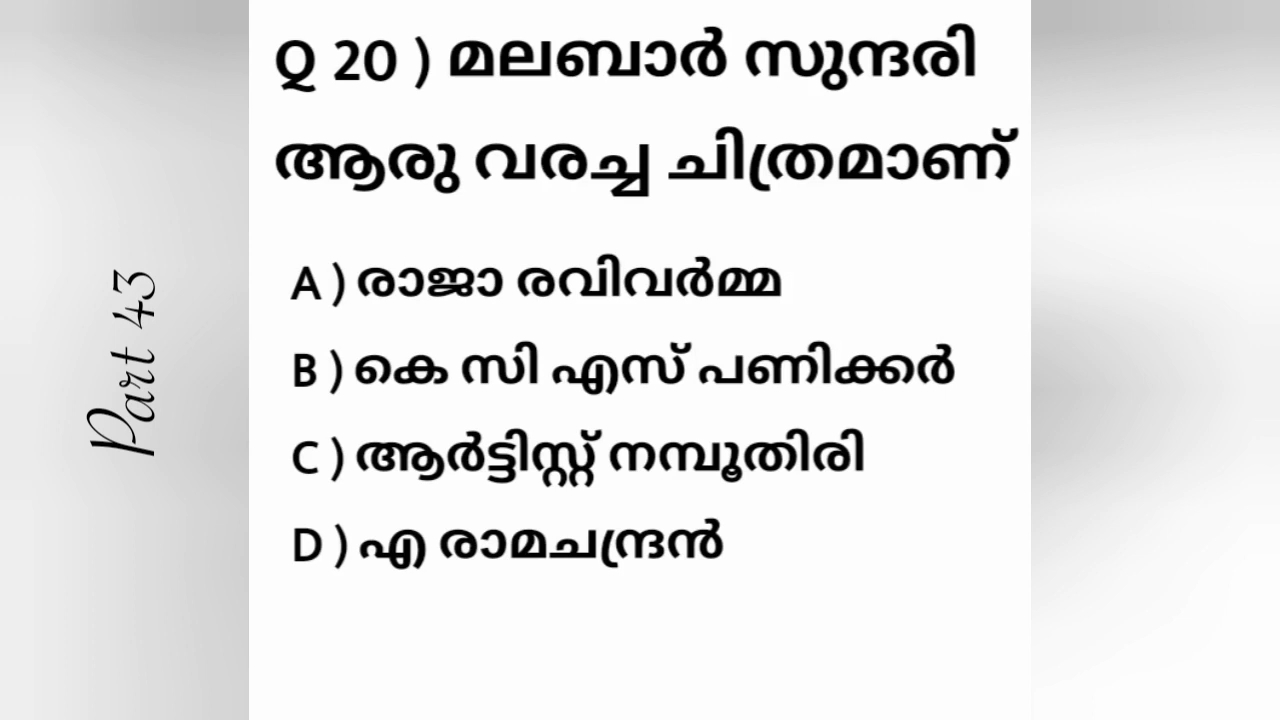 Part 43
Q 20 ) മലബാർ സുന്ദരി
ആരു വരച്ച ചിത്രമാണ്
A ) രാജാ രവിവർമ്മ
B ) കെ സി എസ് പണിക്കർ
C ) ആർട്ടിസ്റ്റ് നമ്പൂതിരി
D ) എ രാമചന്ദ്രൻ